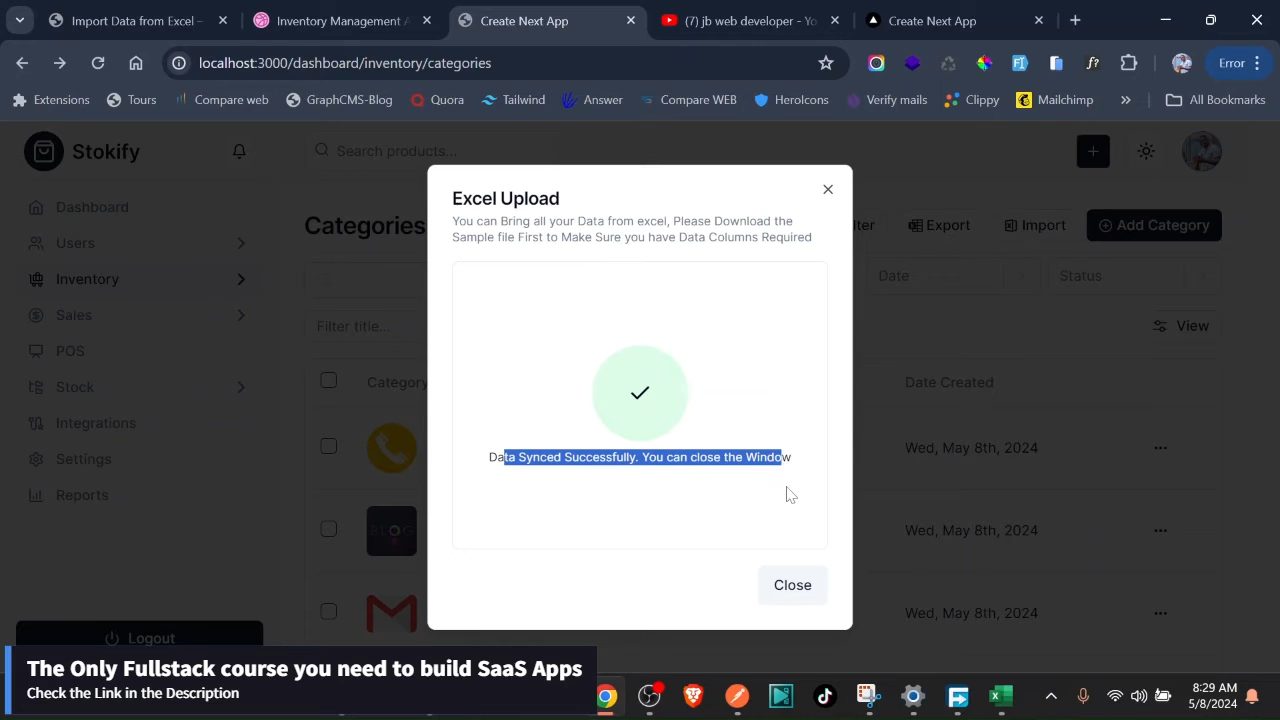 Import Data from Excel –
Inventory Management A
Create Next App
(7) jb web developer - Yo
Create Next App
localhost:3000/dashboard/inventory/categories
Error
Extensions
Tours
Compare web
GraphCMS-Blog
Quora
Tailwind
Answer
Compare WEB
HeroIcons
Verify mails
Clippy
Mailchimp
All Bookmarks
Stokify
Search products...
Dashboard
Users
Inventory
Sales
POS
Stock
Integrations
Settings
Reports
Logout
Categories
lter
Export
Import
Add Category
Date
Status
Filter title...
View
Category
Date Created
Wed, May 8th, 2024
BLOG
Wed, May 8th, 2024
Wed, May 8th, 2024
Excel Upload
You can Bring all your Data from excel, Please Download the
Sample file First to Make Sure you have Data Columns Required
Data Synced Successfully. You can close the Window
Close
The Only Fullstack course you need to build SaaS Apps
Check the Link in the Description
8:29 AM
5/8/2024